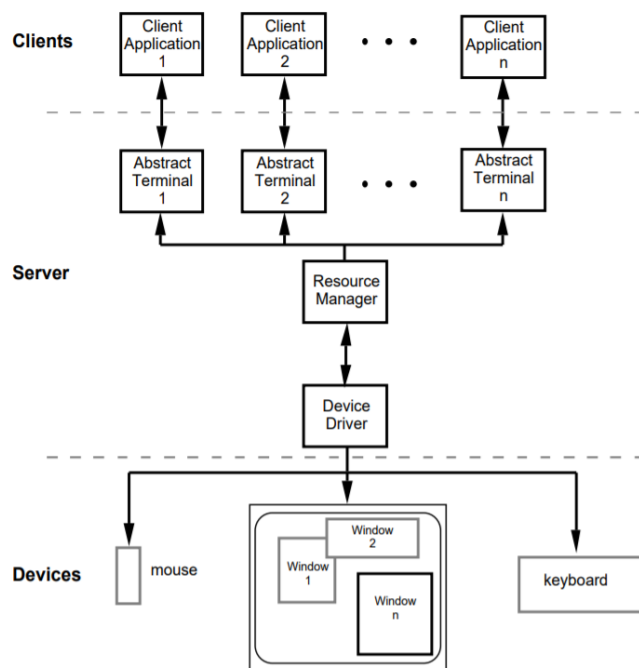 Clients
Client
Application
1
Client
Application
2
Client
Application
n
Abstract
Terminal
1
Abstract
Terminal
2
Abstract
Terminal
n
Server
Resource
Manager
Device
Driver
Devices
mouse
Window
1
Window
2
Window
n
keyboard